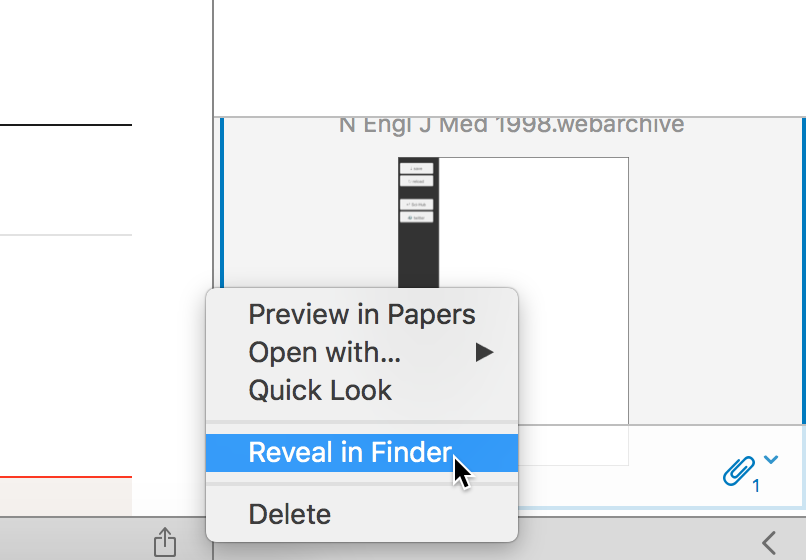 N Engl J Med 1998.webarchive
Preview in Papers
Open with...
Quick Look
Reveal in Finder
Delete
1